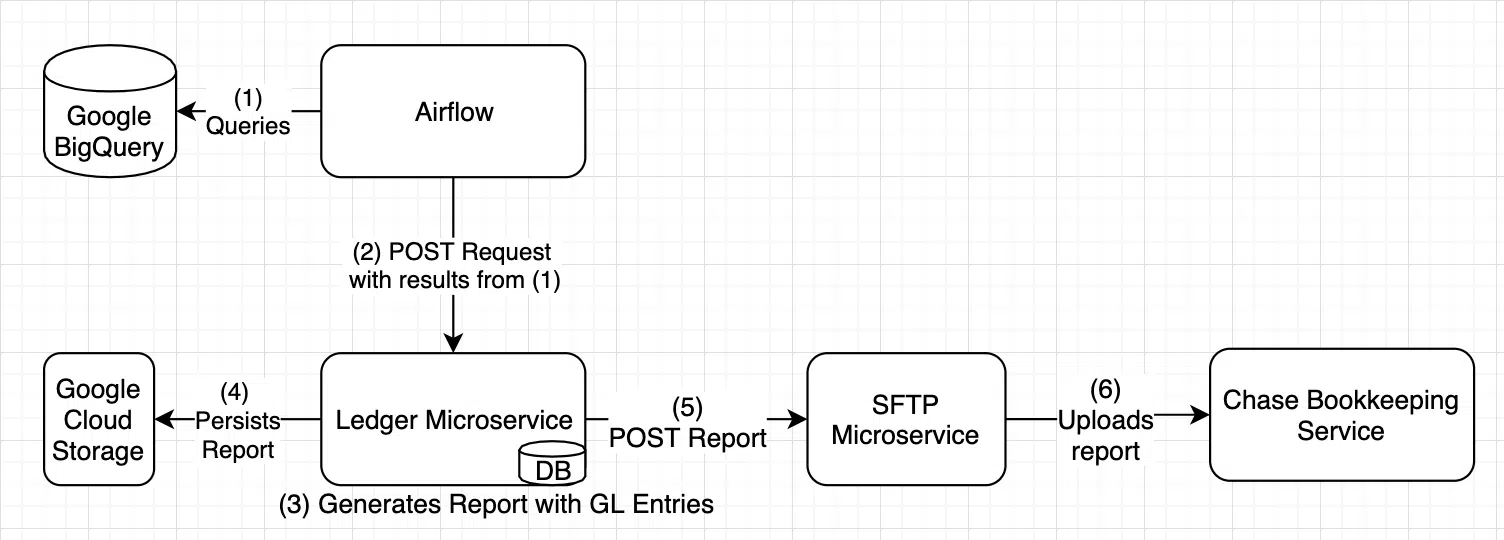 Google
BigQuery
(1)
Queries
Airflow
(2) POST Request
with results from (1)
Google
Cloud
Storage
(4)
Persists
Report
Ledger Microservice
DB
(3) Generates Report with GL Entries
(5)
POST Report
SFTP
Microservice
(6)
Uploads
report
Chase Bookkeeping
Service